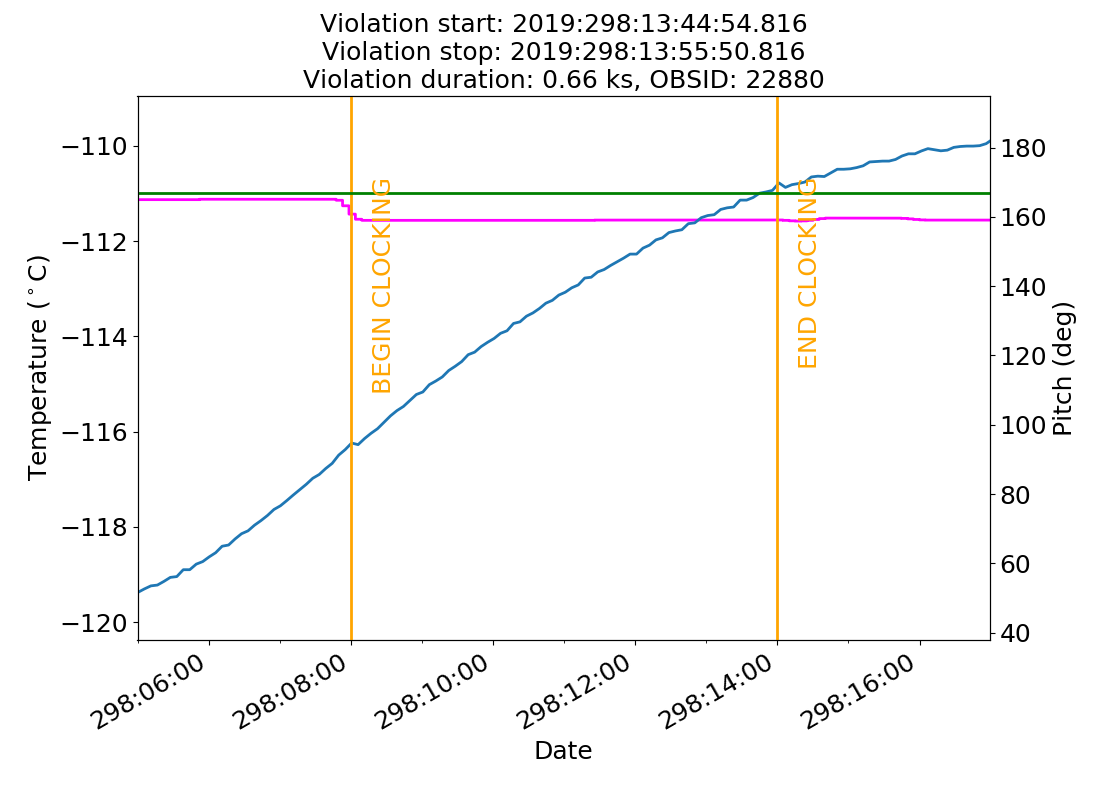 Violation start: 2019:298:13:44:54.816
Violation stop: 2019:298:13:55:50.816
Violation duration: 0.66 ks, OBSID: 22880
−110
−112
−114
−116
−118
−120
Temperature (°C)
BEGIN CLOCKING
END CLOCKING
180
160
140
120
100
80
60
40
Pitch (deg)
298:06:00
298:08:00
298:10:00
298:12:00
298:14:00
298:16:00
Date